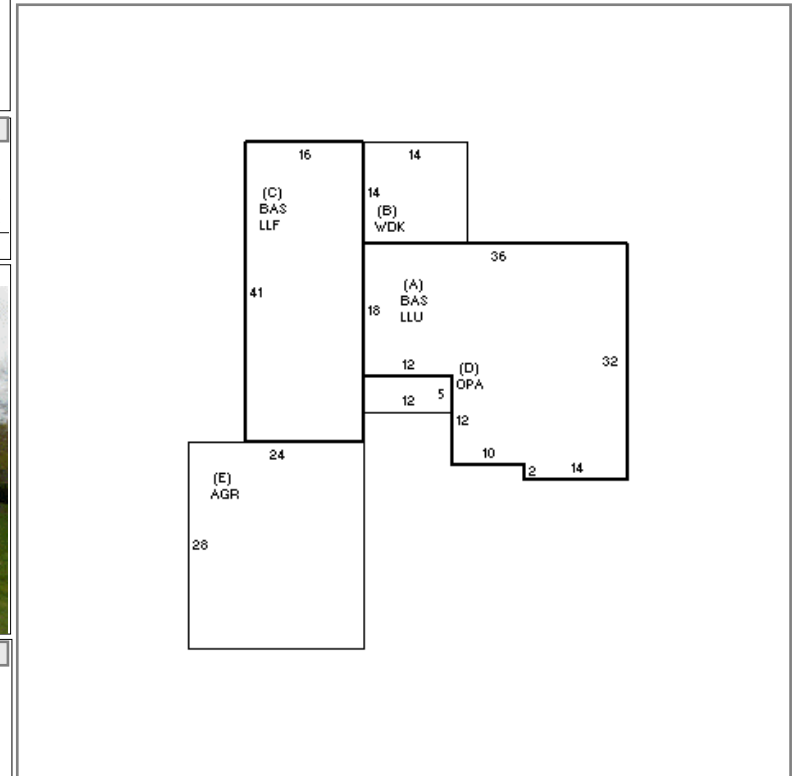 16
14
(C)
BAS
LLF
14
(B)
WDK
36
(A)
BAS
LLU
41
18
32
12
(D)
OPA
5
12
12
10
2
14
24
(E)
AGR
28